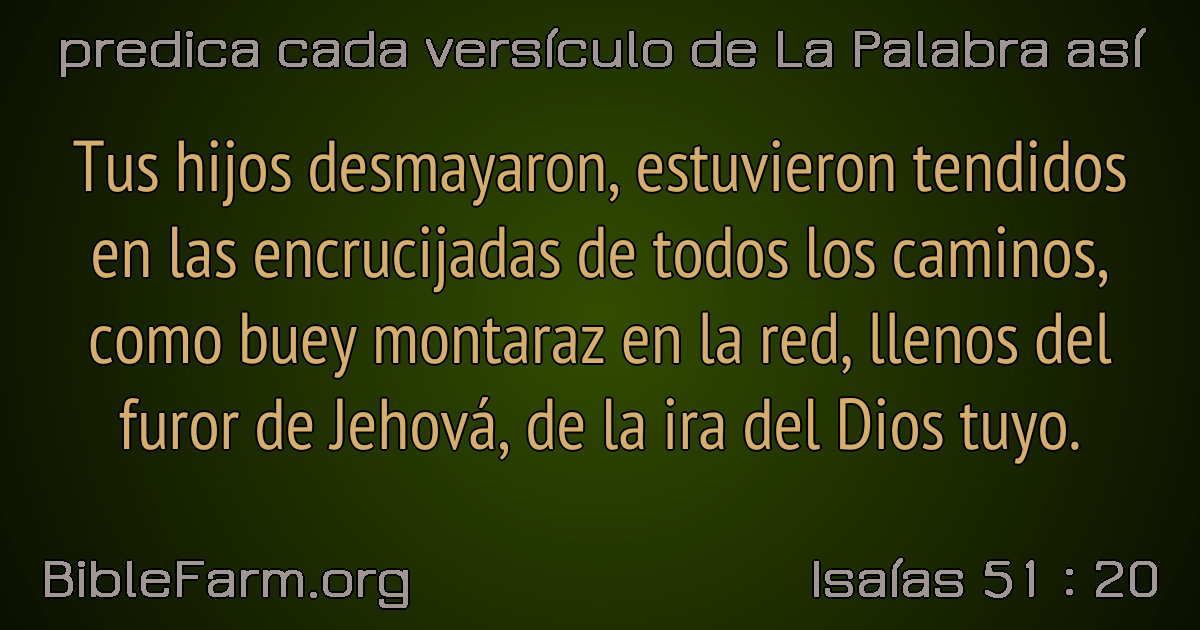 predica cada versículo de La Palabra así
Tus hijos desmayaron, estuvieron tendidos
en las encrucijadas de todos los caminos,
como buey montaraz en la red, llenos del
furor de Jehová, de la ira del Dios tuyo.
BibleFarm.org
Isaías 51 : 20